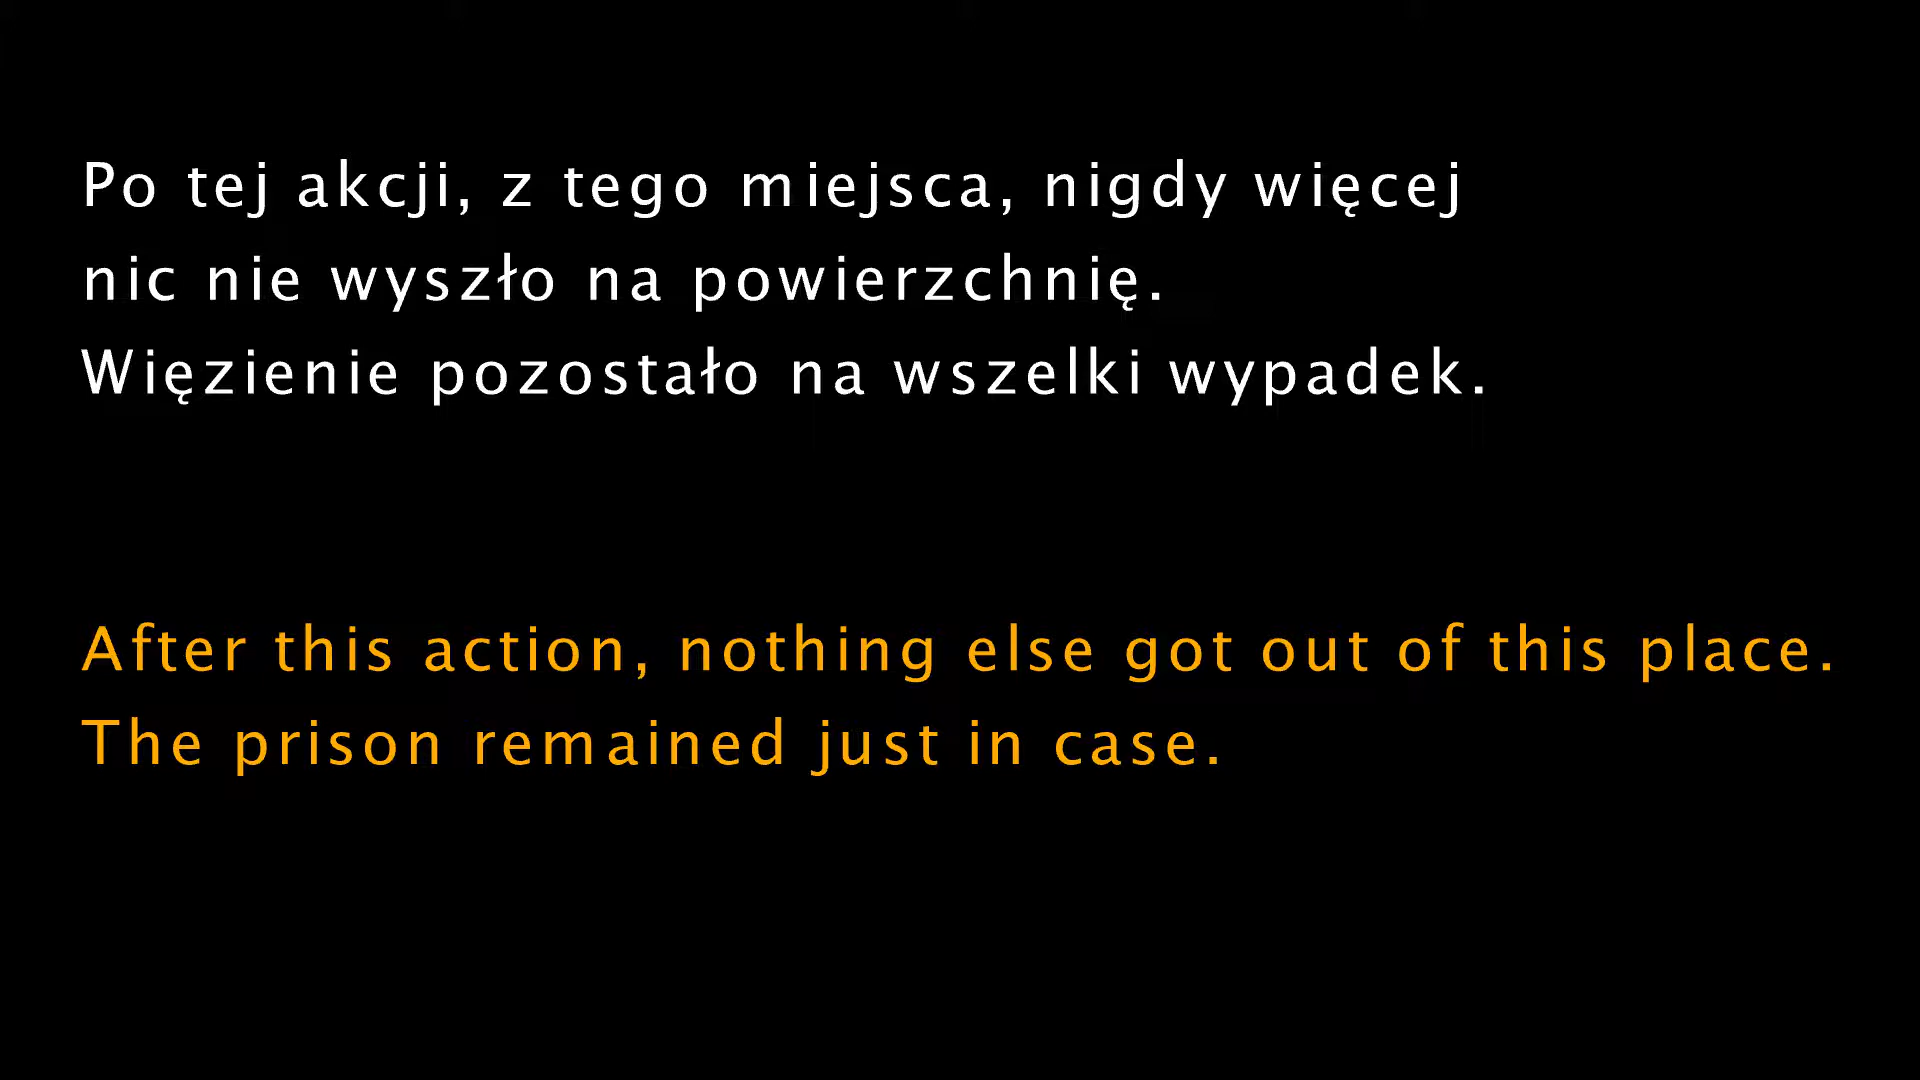 Po tej akcji, z tego miejsca, nigdy więcej
nic nie wyszło na powierzchnię.
Więzienie pozostało na wszelki wypadek.
After this action, nothing else got out of this place.
The prison remained just in case.